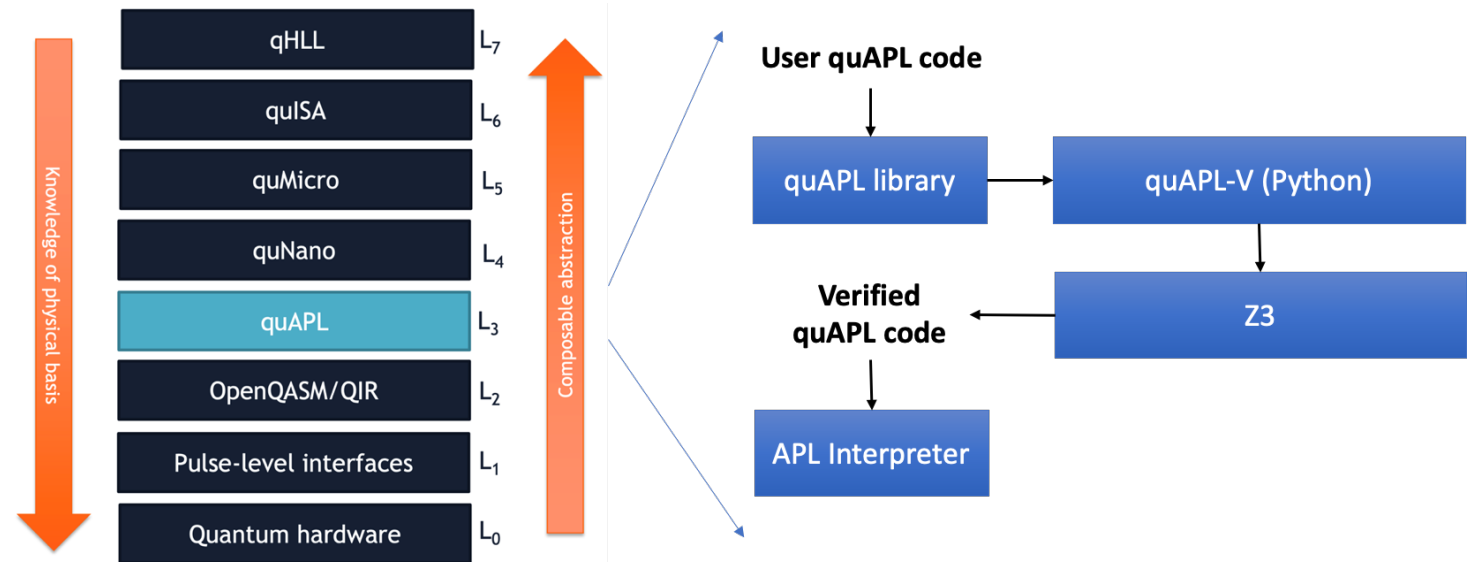 qHLL L7
quISA L6
quMicro L5
quNano L4
quAPL L3
OpenQASM/QIR L2
Pulse-level interfaces L1
Quantum hardware L0
Knowledge of physical basis
Composable abstraction
User quAPL code
quAPL library
quAPL-V (Python)
Z3
Verified
quAPL code
APL Interpreter